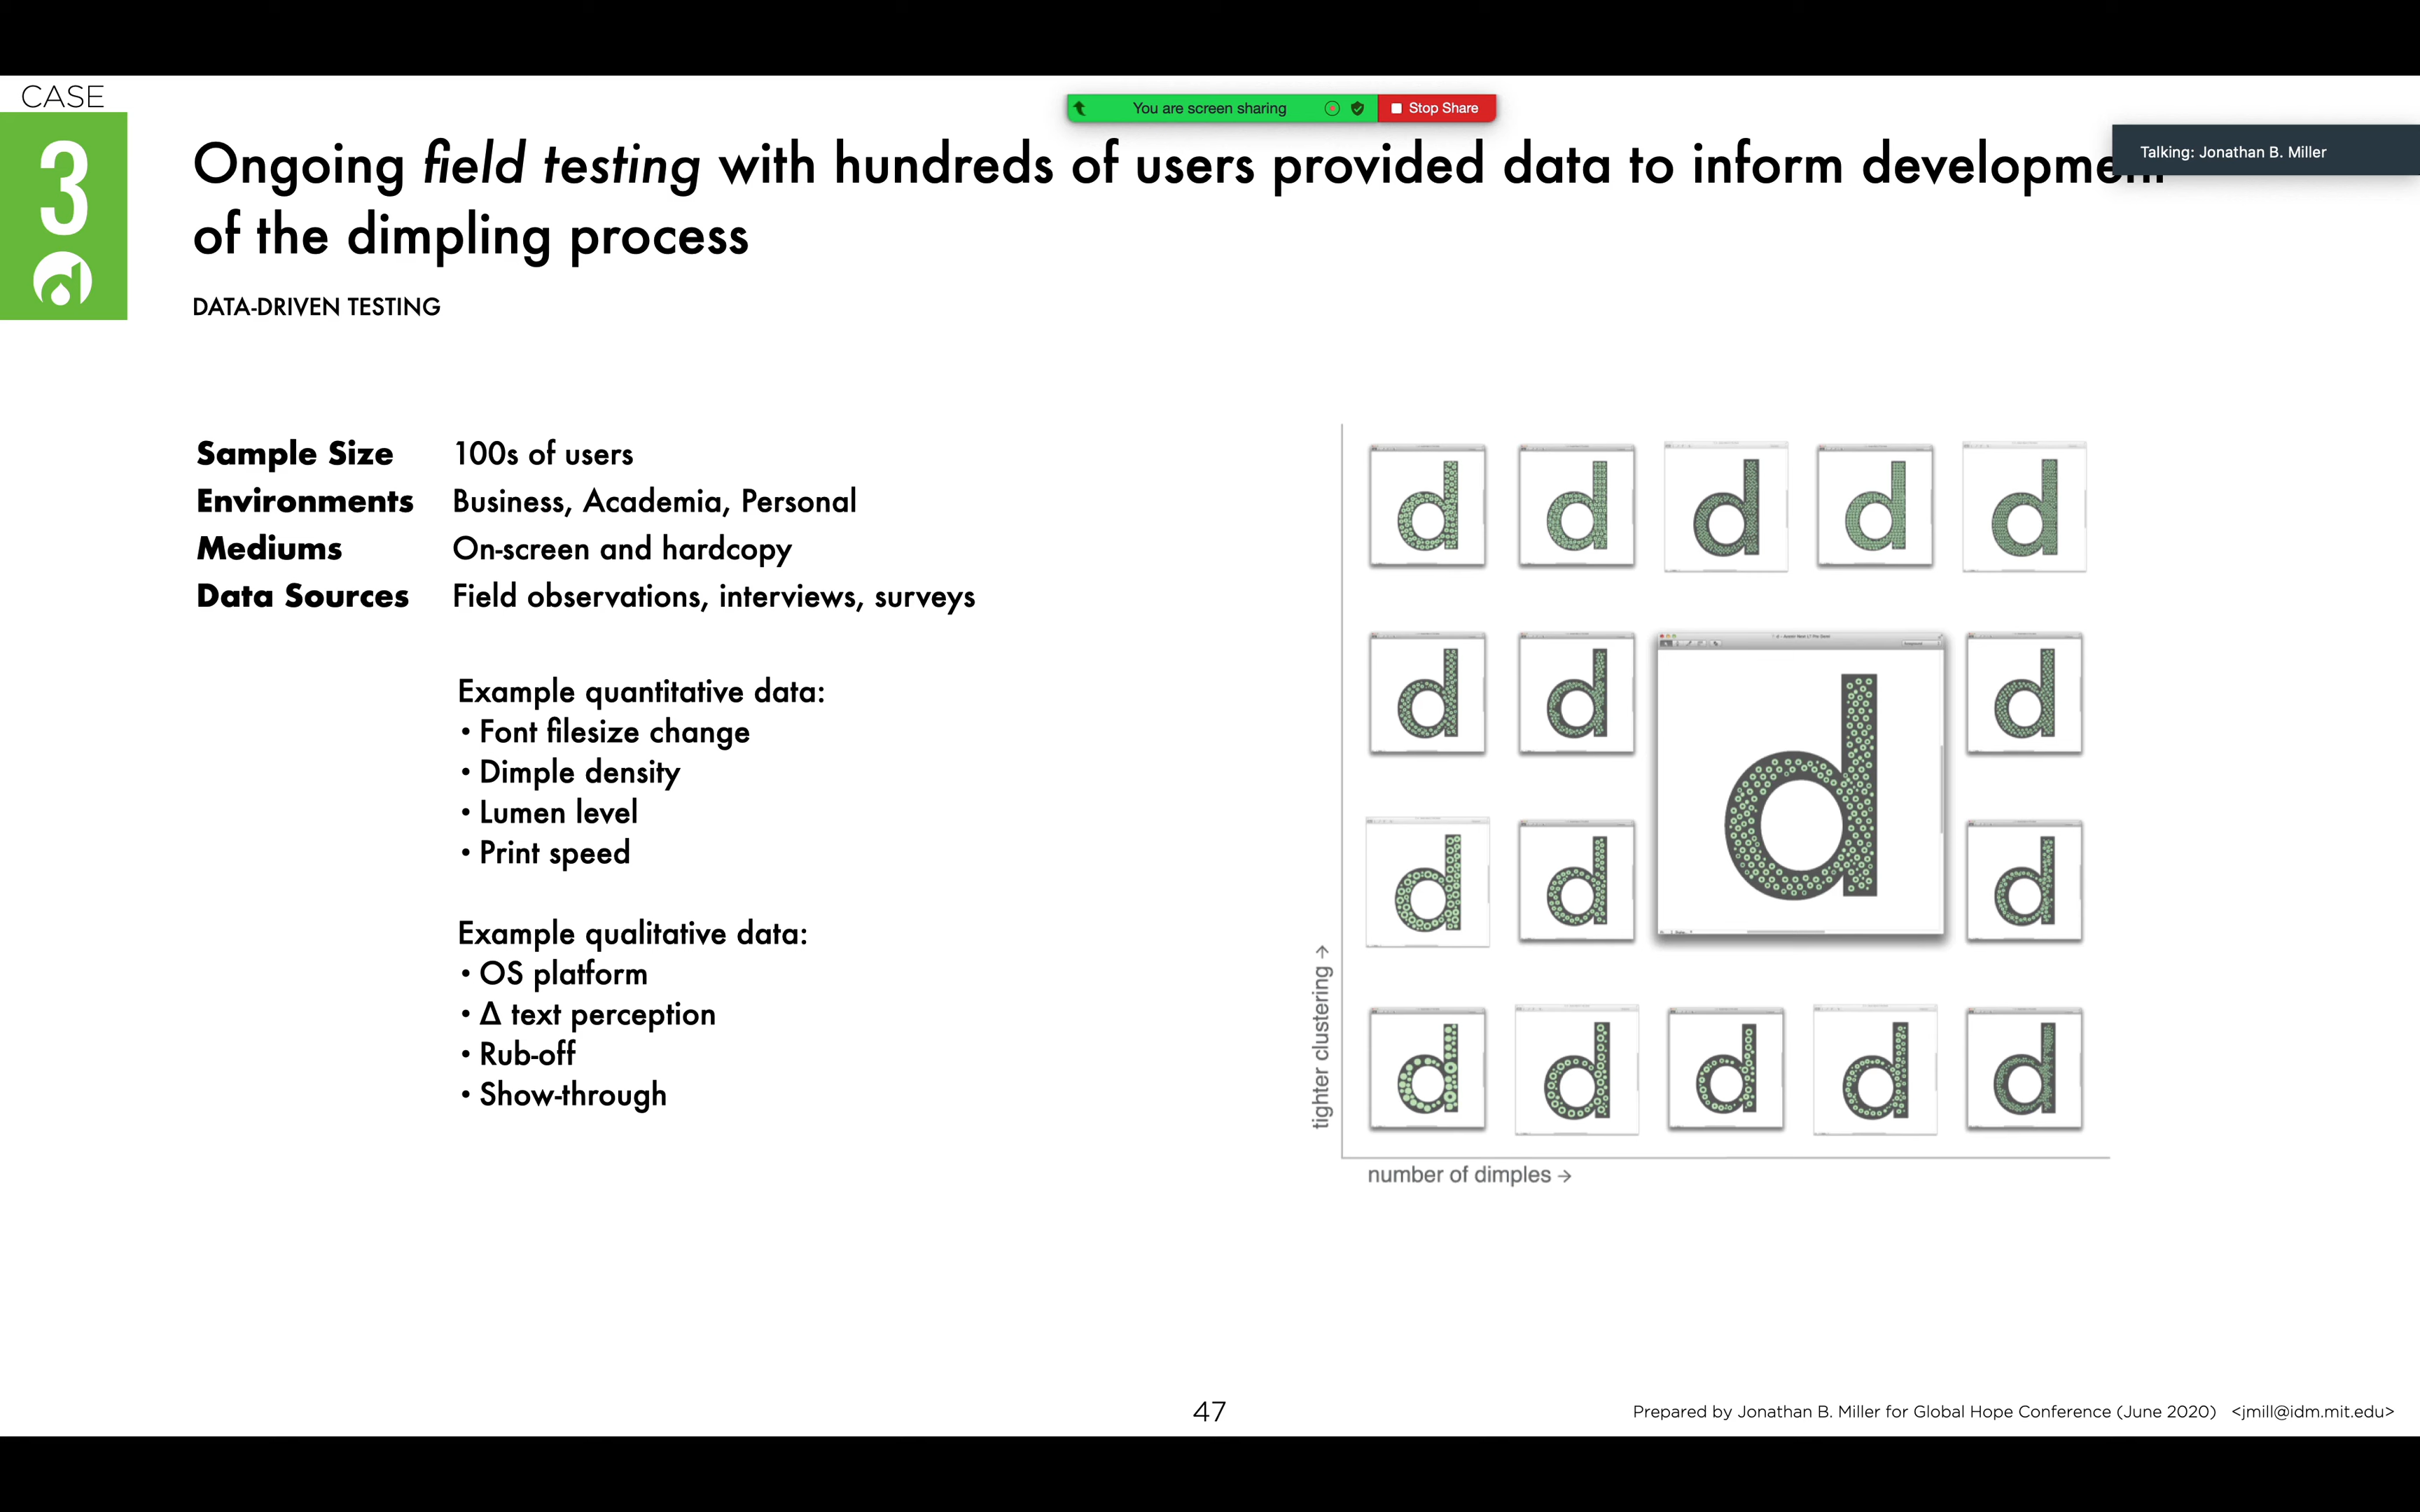 CASE
3
You are screen sharing
Stop Share
Talking: Jonathan B. Miller
Ongoing field testing with hundreds of users provided data to inform
of the dimpling process
DATA-DRIVEN TESTING
Sample Size 100s of users
Environments Business, Academia, Personal
Mediums On-screen and hardcopy
Data Sources Field observations, interviews, surveys
Example quantitative data:
• Font filesize change
• Dimple density
• Lumen level
• Print speed
Example qualitative data:
• OS platform
• Δ text perception
• Rub-off
• Show-through
d d d d d
d d d d
d d d
d d d d d
tighter clustering →
number of dimples →
47
Prepared by Jonathan B. Miller for Global Hope Conference (June 2020) <jmill@idm.mit.edu>